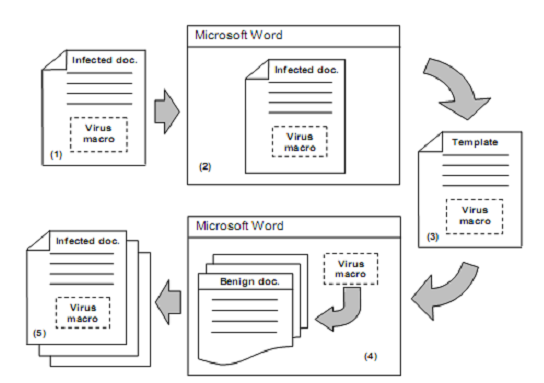 Infected doc.
Virus
macro
(1)
Microsoft Word
Infected doc.
Virus
macro
(2)
Template
Virus
macro
(3)
Microsoft Word
Benign doc.
Virus
macro
(4)
Infected doc.
Virus
macro
(5)